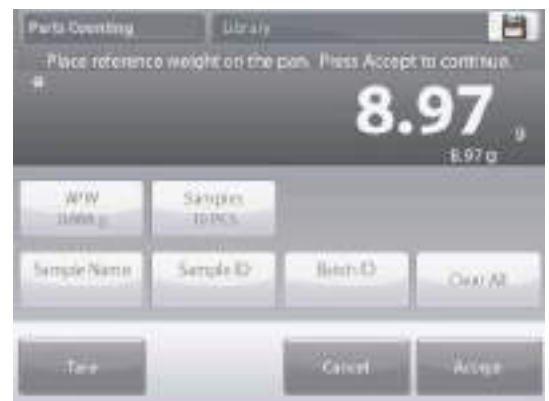 Parts Counting
Library
Place reference weight on the pan. Press Accept to continue.
8.97 g
8.97 g
APW
Samples
10 PCS
Sample Name
Sample ID
Batch ID
Clear All
Tare
Cancel
Accept